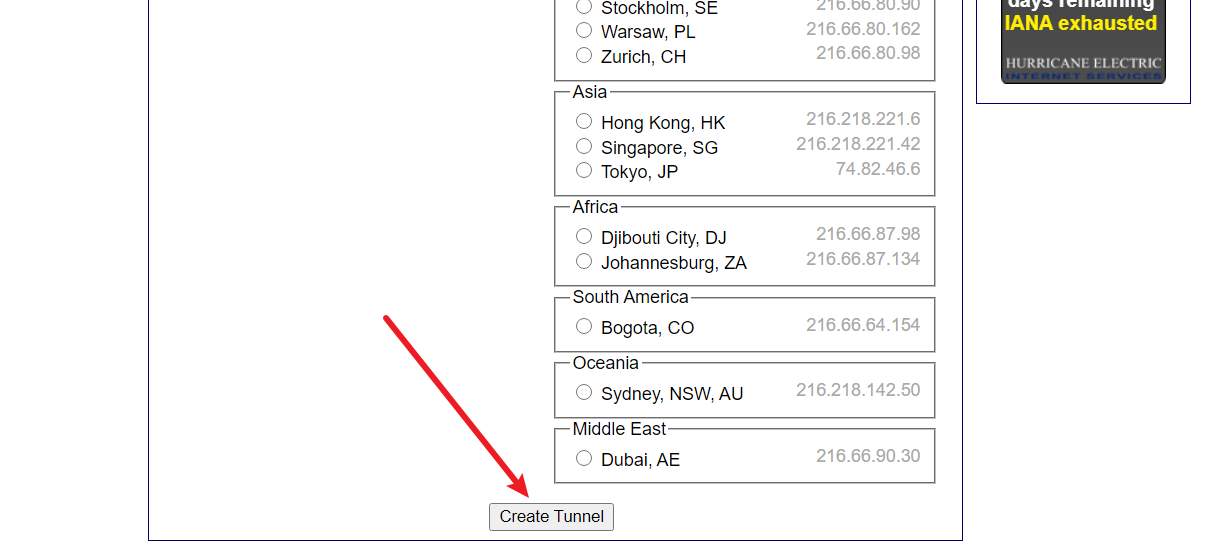 Stockholm, SE 216.66.80.90
Warsaw, PL 216.66.80.162
Zurich, CH 216.66.80.98
Asia
Hong Kong, HK 216.218.221.6
Singapore, SG 216.218.221.42
Tokyo, JP 74.82.46.6
Africa
Djibouti City, DJ 216.66.87.98
Johannesburg, ZA 216.66.87.134
South America
Bogota, CO 216.66.64.154
Oceania
Sydney, NSW, AU 216.218.142.50
Middle East
Dubai, AE 216.66.90.30
Create Tunnel
days remaining
IANA exhausted
HURRICANE ELECTRIC
INTERNET SERVICES